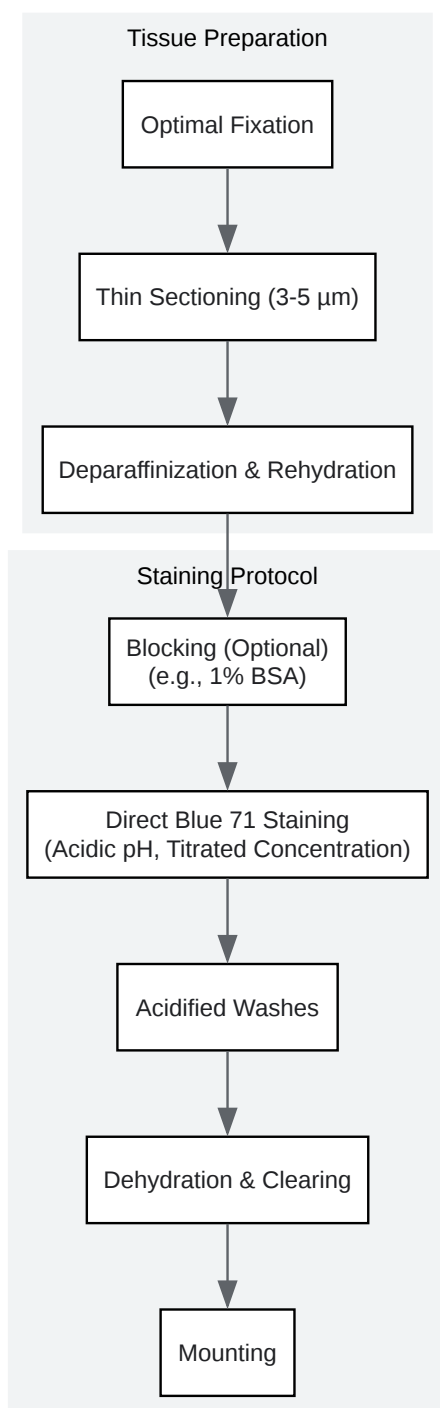 Tissue Preparation
Optimal Fixation
Thin Sectioning (3-5 µm)
Deparaffinization & Rehydration
Staining Protocol
Blocking (Optional)
(e.g., 1% BSA)
Direct Blue 71 Staining
(Acidic pH, Titrated Concentration)
Acidified Washes
Dehydration & Clearing
Mounting